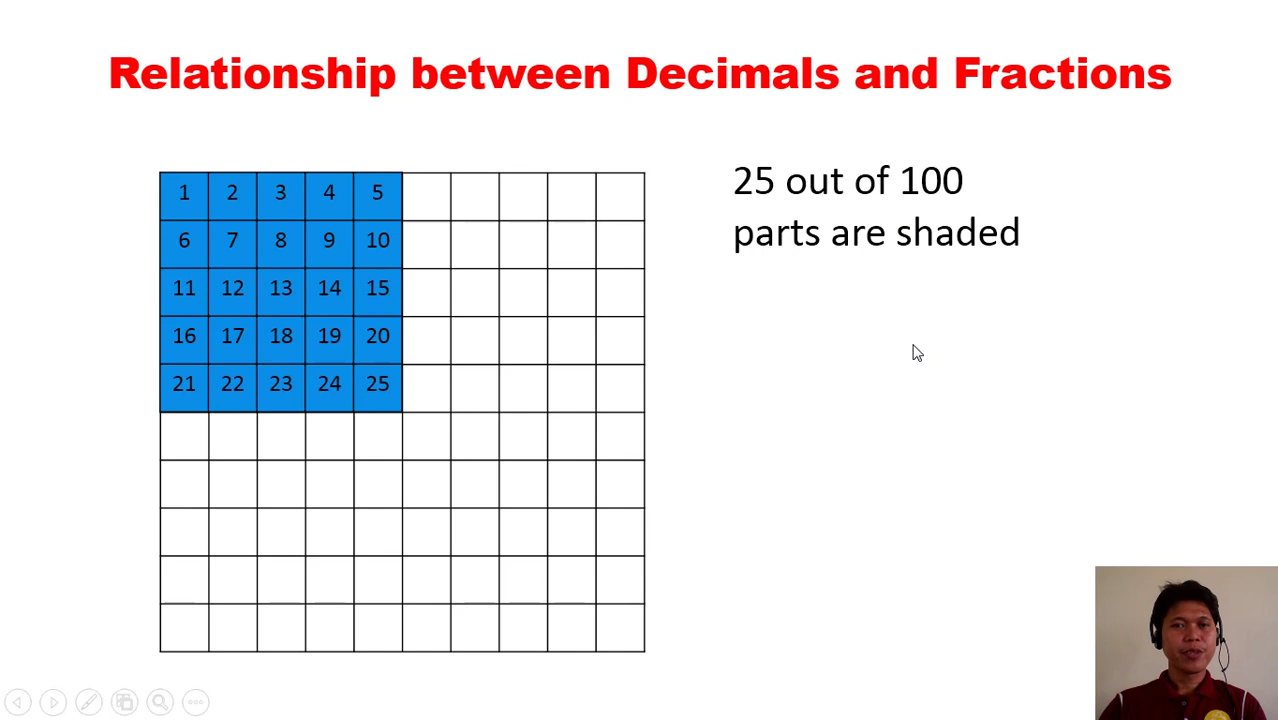 Relationship between Decimals and Fractions
1 2 3 4 5
6 7 8 9 10
11 12 13 14 15
16 17 18 19 20
21 22 23 24 25
25 out of 100
parts are shaded